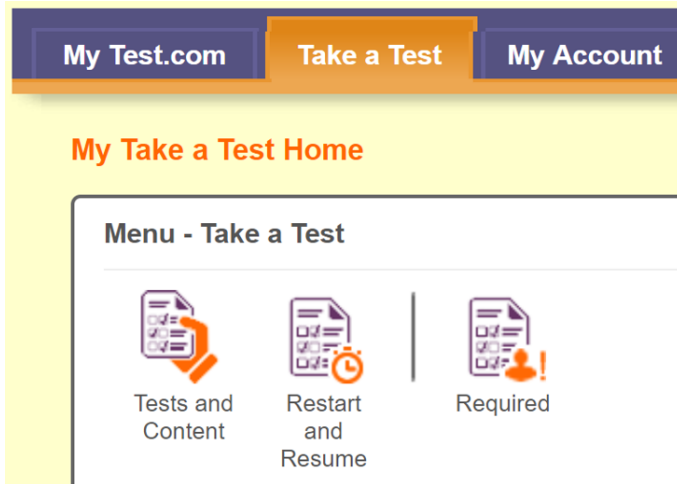 My Test.com Take a Test My Account
My Take a Test Home
Menu - Take a Test
Tests and Content
Restart and Resume
Required